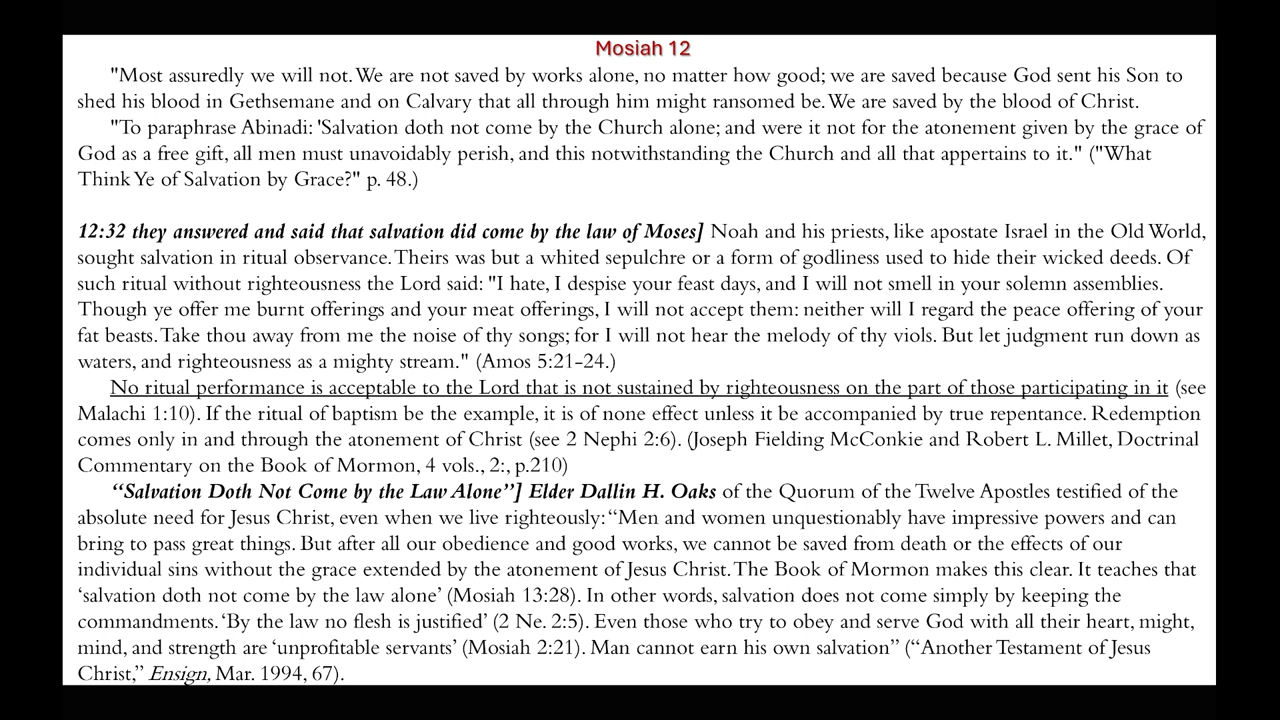 Mosiah 12
"Most assuredly we will not. We are not saved by works alone, no matter how good; we are saved because God sent his Son to
shed his blood in Gethsemane and on Calvary that all through him might ransomed be. We are saved by the blood of Christ.
"To paraphrase Abinadi: 'Salvation doth not come by the Church alone; and were it not for the atonement given by the grace of
God as a free gift, all men must unavoidably perish, and this notwithstanding the Church and all that appertains to it." ("What
Think Ye of Salvation by Grace?" p. 48.)
12:32 they answered and said that salvation did come by the law of Moses] Noah and his priests, like apostate Israel in the Old World,
sought salvation in ritual observance. Theirs was but a whited sepulchre or a form of godliness used to hide their wicked deeds. Of
such ritual without righteousness the Lord said: "I hate, I despise your feast days, and I will not smell in your solemn assemblies.
Though ye offer me burnt offerings and your meat offerings, I will not accept them: neither will I regard the peace offering of your
fat beasts. Take thou away from me the noise of thy songs; for I will not hear the melody of thy viols. But let judgment run down as
waters, and righteousness as a mighty stream." (Amos 5:21-24.)
No ritual performance is acceptable to the Lord that is not sustained by righteousness on the part of those participating in it (see
Malachi 1:10). If the ritual of baptism be the example, it is of none effect unless it be accompanied by true repentance. Redemption
comes only in and through the atonement of Christ (see 2 Nephi 2:6). (Joseph Fielding McConkie and Robert L. Millet, Doctrinal
Commentary on the Book of Mormon, 4 vols., 2:, p.210)
“Salvation Doth Not Come by the Law Alone”] Elder Dallin H. Oaks of the Quorum of the Twelve Apostles testified of the
absolute need for Jesus Christ, even when we live righteously: “Men and women unquestionably have impressive powers and can
bring to pass great things. But after all our obedience and good works, we cannot be saved from death or the effects of our
individual sins without the grace extended by the atonement of Jesus Christ. The Book of Mormon makes this clear. It teaches that
‘salvation doth not come by the law alone’ (Mosiah 13:28). In other words, salvation does not come simply by keeping the
commandments. ‘By the law no flesh is justified’ (2 Ne. 2:5). Even those who try to obey and serve God with all their heart, might,
mind, and strength are ‘unprofitable servants’ (Mosiah 2:21). Man cannot earn his own salvation” (“Another Testament of Jesus
Christ,” Ensign, Mar. 1994, 67).